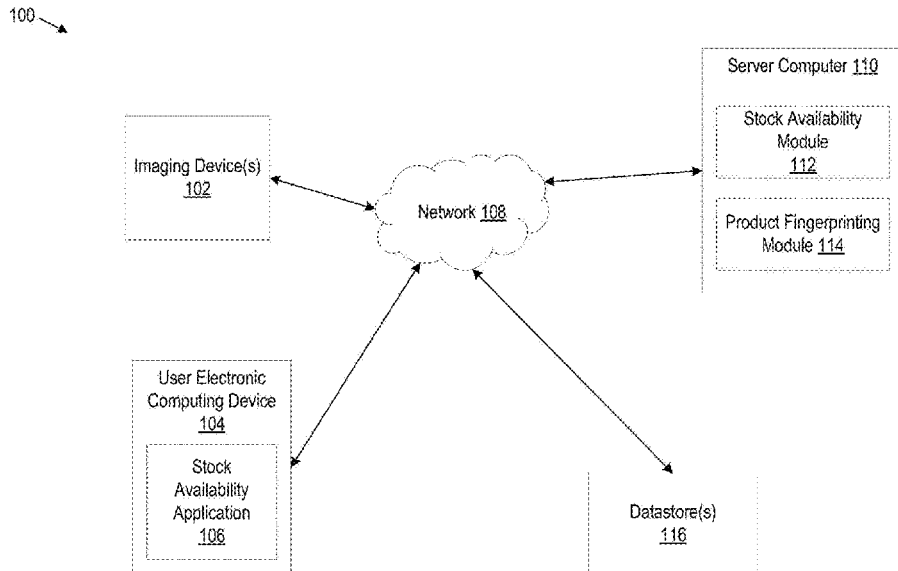 100
Server Computer 110
Stock Availability
Module
112
Product Fingerprinting
Module 114
Imaging Device(s)
102
Network 108
User Electronic
Computing Device
104
Stock
Availability
Application
106
Datastore(s)
116